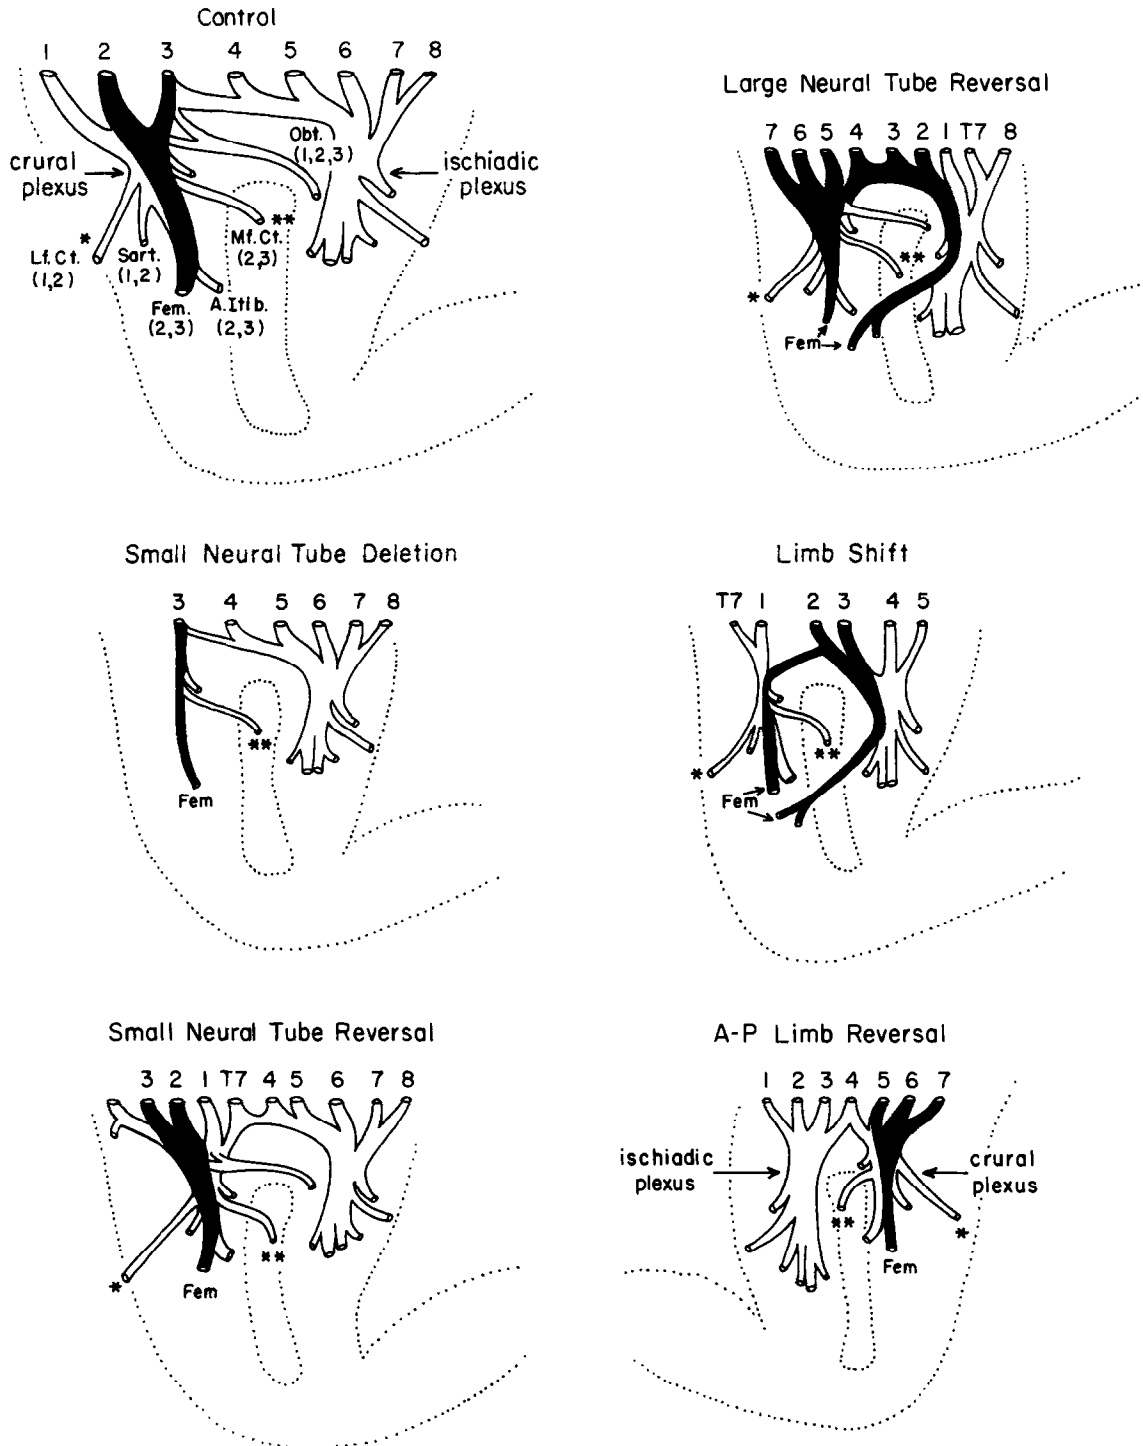 Control
1 2 3 4 5 6 7 8
crural
plexus
Obt.
(1,2,3)
ischiadic
plexus
*
Lf. Ct.
(1,2)
Sart.
(1,2)
**
Mf. Ct.
(2,3)
Fem.
(2,3)
A. Itib.
(2,3)
Large Neural Tube Reversal
7 6 5 4 3 2 1 T7 8
**
*
Fem
Small Neural Tube Deletion
3 4 5 6 7 8
**
Fem
Limb Shift
T7 1 2 3 4 5
**
*
Fem
Small Neural Tube Reversal
3 2 1 T7 4 5 6 7 8
**
*
Fem
A-P Limb Reversal
1 2 3 4 5 6 7
ischiadic
plexus
crural
plexus
**
*
Fem